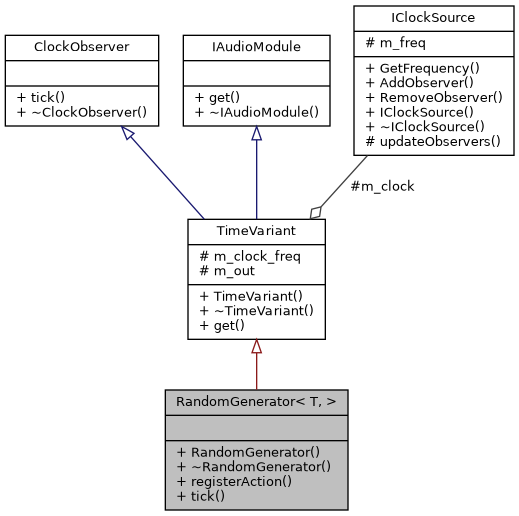 IClockSource
# m_freq
+ GetFrequency()
+ AddObserver()
+ RemoveObserver()
+ IClockSource()
+ ~IClockSource()
# updateObservers()
ClockObserver
+ tick()
+ ~ClockObserver()
IAudioModule
+ get()
+ ~IAudioModule()
#m_clock
TimeVariant
# m_clock_freq
# m_out
+ TimeVariant()
+ ~TimeVariant()
+ get()
RandomGenerator< T, >
+ RandomGenerator()
+ ~RandomGenerator()
+ registerAction()
+ tick()